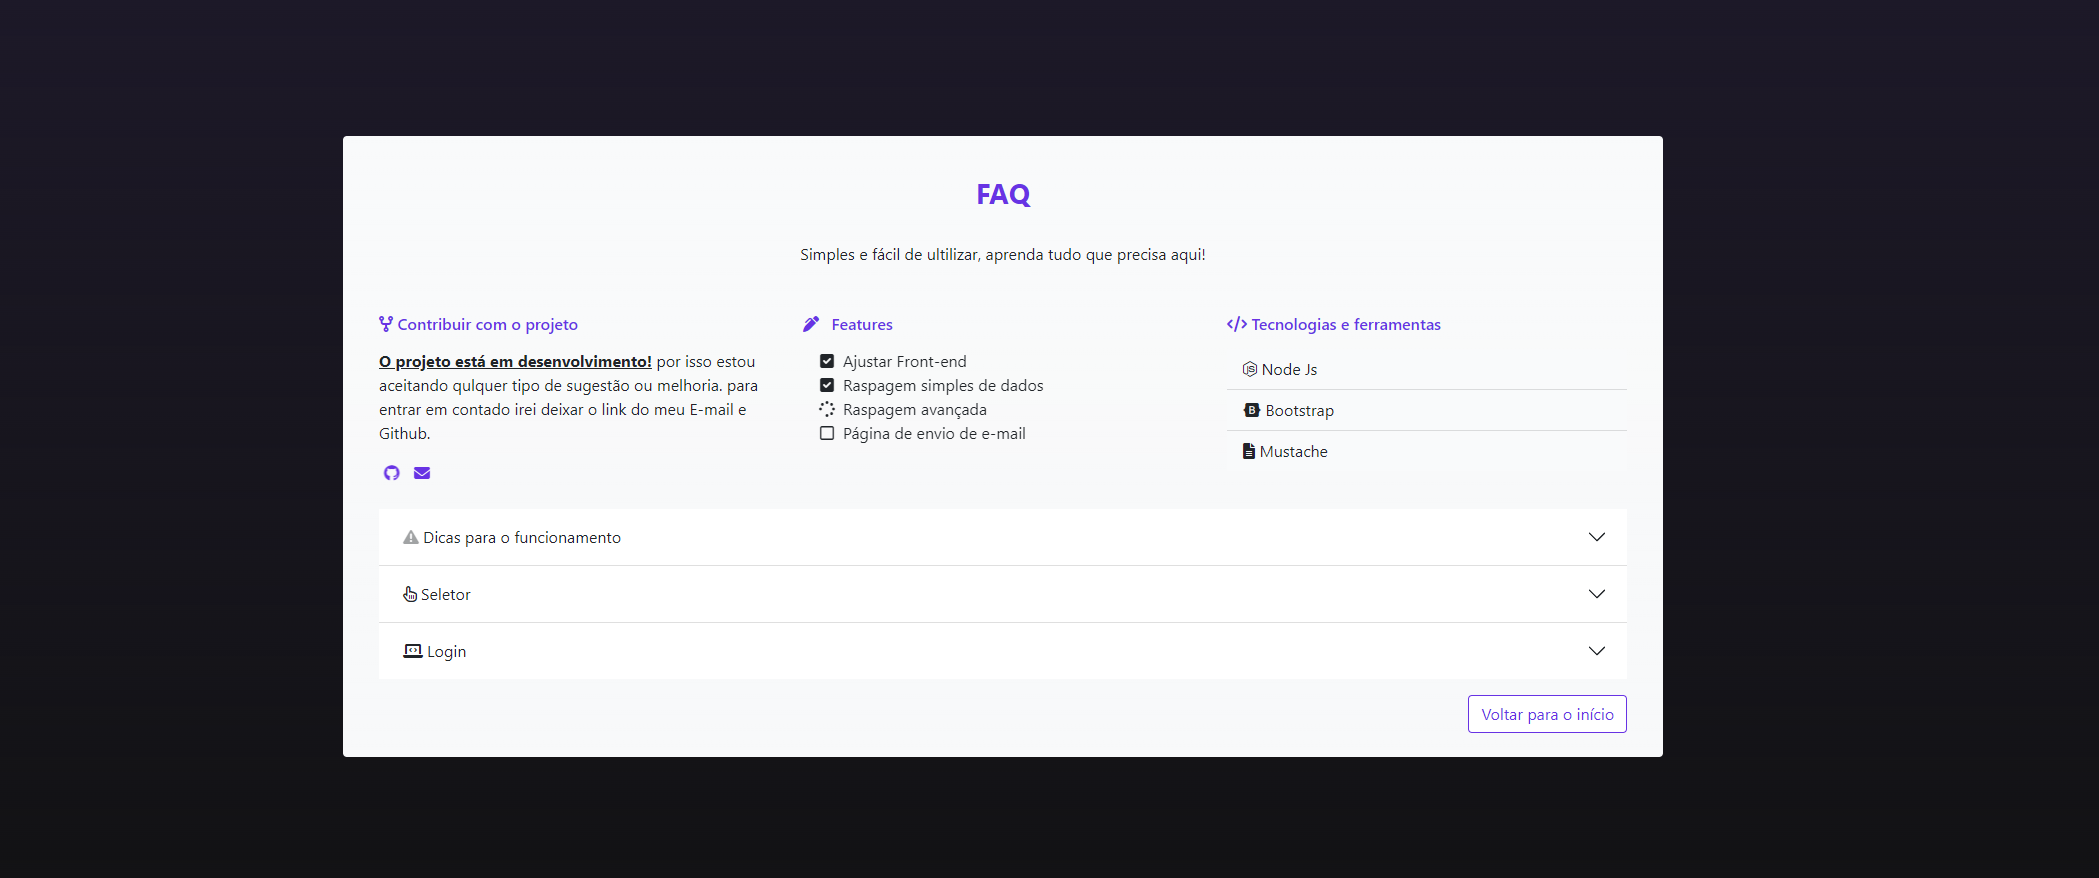 FAQ
Simples e fácil de ultilizar, aprenda tudo que precisa aqui!
Contribuir com o projeto
O projeto está em desenvolvimento! por isso estou
aceitando qulquer tipo de sugestão ou melhoria. para
entrar em contado irei deixar o link do meu E-mail e
Github.
Features
Ajustar Front-end
Raspagem simples de dados
Raspagem avançada
Página de envio de e-mail
Tecnologias e ferramentas
Node Js
Bootstrap
Mustache
Dicas para o funcionamento
Seletor
Login
Voltar para o início